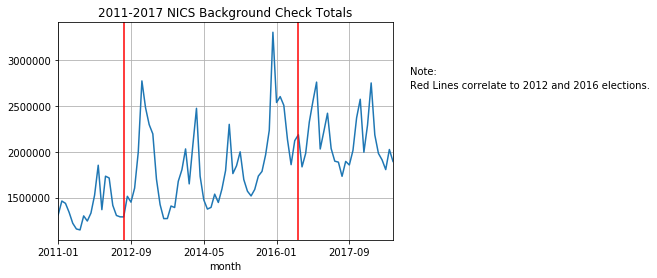 2011-2017 NICS Background Check Totals
3000000
2500000
2000000
1500000
2011-01 2012-09 2014-05 2016-01 2017-09
month
Note:
Red Lines correlate to 2012 and 2016 elections.